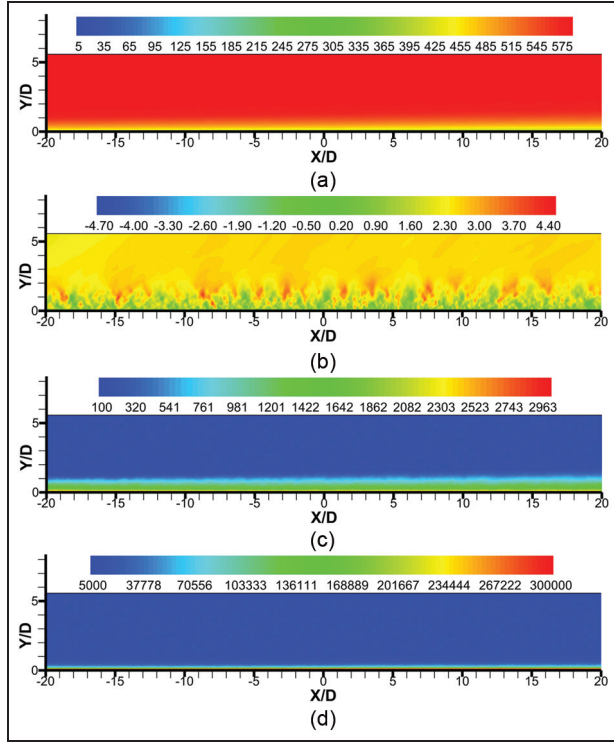 5 35 65 95 125 155 185 215 245 275 305 335 365 395 425 455 485 515 545 575
Y/D
5
0
-20 -15 -10 -5 0 5 10 15 20
X/D
(a)
-4.70 -4.00 -3.30 -2.60 -1.90 -1.20 -0.50 0.20 0.90 1.60 2.30 3.00 3.70 4.40
Y/D
5
0
-20 -15 -10 -5 0 5 10 15 20
X/D
(b)
100 320 541 761 981 1201 1422 1642 1862 2082 2303 2523 2743 2963
Y/D
5
0
-20 -15 -10 -5 0 5 10 15 20
X/D
(c)
5000 37778 70556 103333 136111 168889 201667 234444 267222 300000
Y/D
5
0
-20 -15 -10 -5 0 5 10 15 20
X/D
(d)